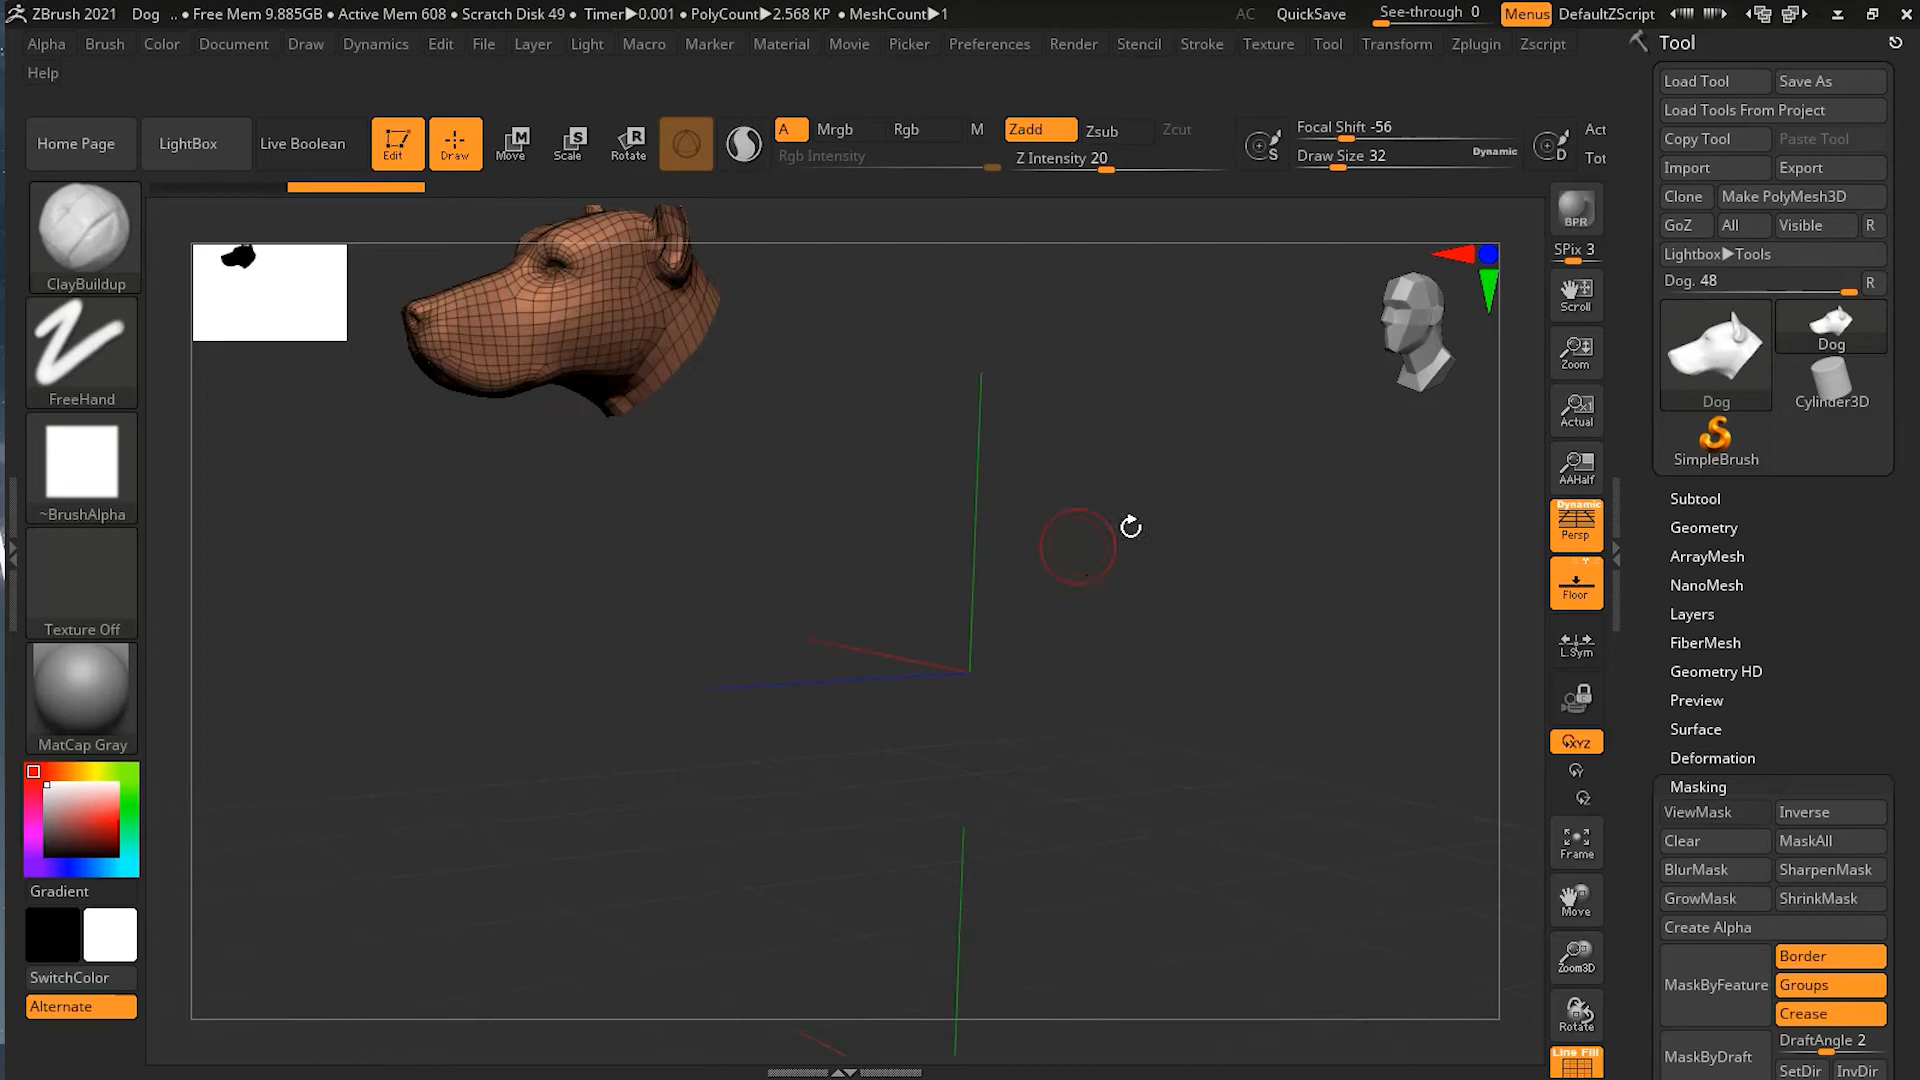 ZBrush 2021 Dog .. • Free Mem 9.885GB • Active Mem 608 • Scratch Disk 49 • Timer▶0.001 • PolyCount▶2.568 KP • MeshCount▶1 AC QuickSave See-through 0 Menus DefaultZScript
Alpha Brush Color Document Draw Dynamics Edit File Layer Light Macro Marker Material Movie Picker Preferences Render Stencil Stroke Texture Tool Transform Zplugin Zscript
Help
Home Page LightBox Live Boolean Edit Draw Move Scale Rotate
M S R
A Mrgb Rgb M Zadd Zsub Zcut
Rgb Intensity Z Intensity 20
S Focal Shift -56
Draw Size 32 Dynamic
D Act
Tot
ClayBuildup
FreeHand
~BrushAlpha
Texture Off
MatCap Gray
Gradient
SwitchColor
Alternate
BPR
SPix 3
Scroll
Zoom
Actual
AAHalf
Dynamic
Persp
Floor
L.Sym
XYZ
Y
Z
Frame
Move
Zoom3D
Rotate
Line Fill
Tool
Load Tool Save As
Load Tools From Project
Copy Tool Paste Tool
Import Export
Clone Make PolyMesh3D
GoZ All Visible R
Lightbox▶Tools
Dog. 48 R
Dog
Dog Cylinder3D
SimpleBrush
Subtool
Geometry
ArrayMesh
NanoMesh
Layers
FiberMesh
Geometry HD
Preview
Surface
Deformation
Masking
ViewMask Inverse
Clear MaskAll
BlurMask SharpenMask
GrowMask ShrinkMask
Create Alpha
MaskByFeature Border
Groups
Crease
MaskByDraft DraftAngle 2
SetDir InvDir